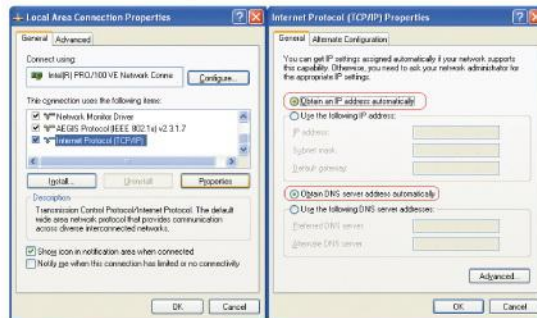 Local Area Connection Properties
General
Advanced
Connect using:
Intel(R) PRO/100 VE Network Conne
Configure...
This connection uses the following items:
Network Monitor Driver
AEGIS Protocol (IEEE 802.1x) v2.3.1.7
Internet Protocol (TCP/IP)
Install...
Uninstall
Properties
Description
Transmission Control Protocol/Internet Protocol. The default
wide area network protocol that provides communication
across diverse interconnected networks.
Show icon in notification area when connected
Notify me when this connection has limited or no connectivity
OK
Cancel
Internet Protocol (TCP/IP) Properties
General
Alternate Configuration
You can get IP settings assigned automatically if your network supports
this capability. Otherwise, you need to ask your network administrator for
the appropriate IP settings.
Obtain an IP address automatically
Use the following IP address:
IP address:
Subnet mask:
Default gateway:
Obtain DNS server address automatically
Use the following DNS server addresses:
Preferred DNS server:
Alternate DNS server:
Advanced...
OK
Cancel